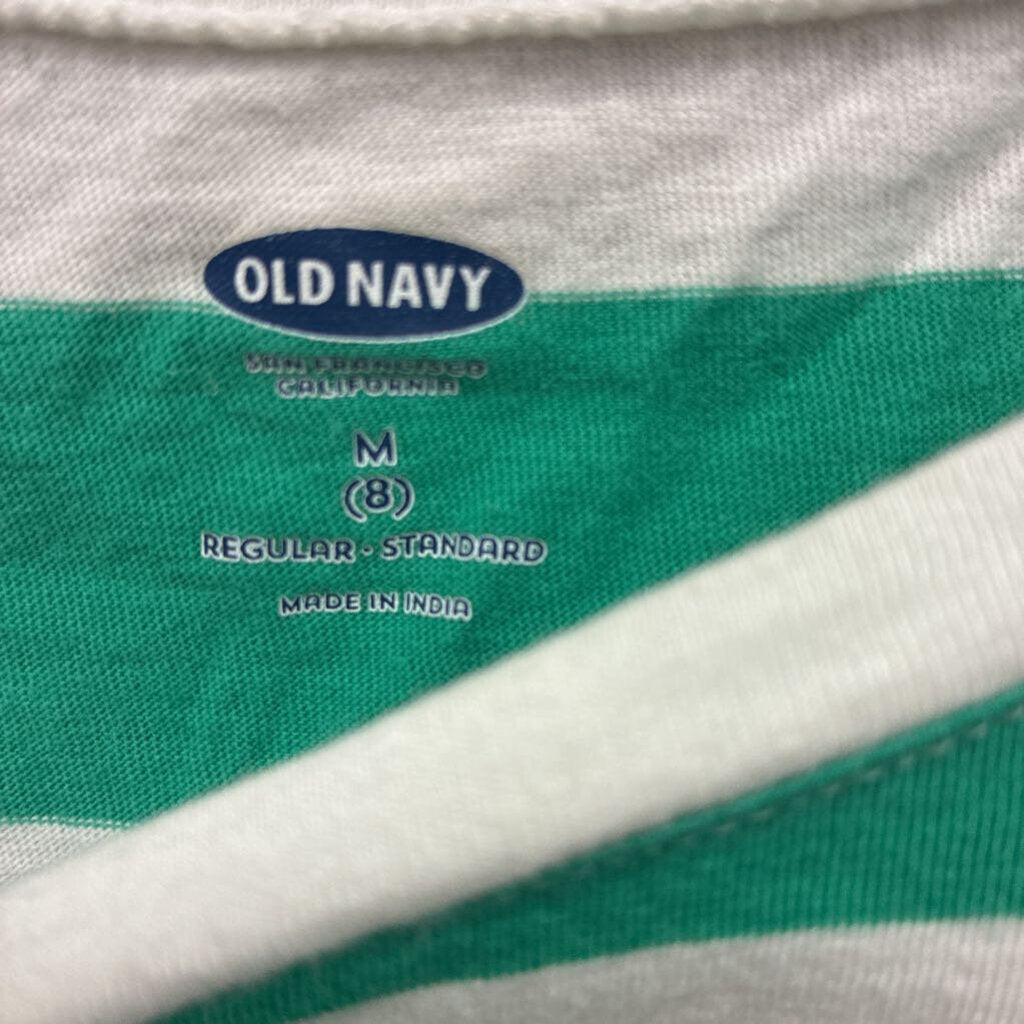 OLD NAVY
SAN FRANCISCO
CALIFORNIA
M
(8)
REGULAR - STANDARD
MADE IN INDIA